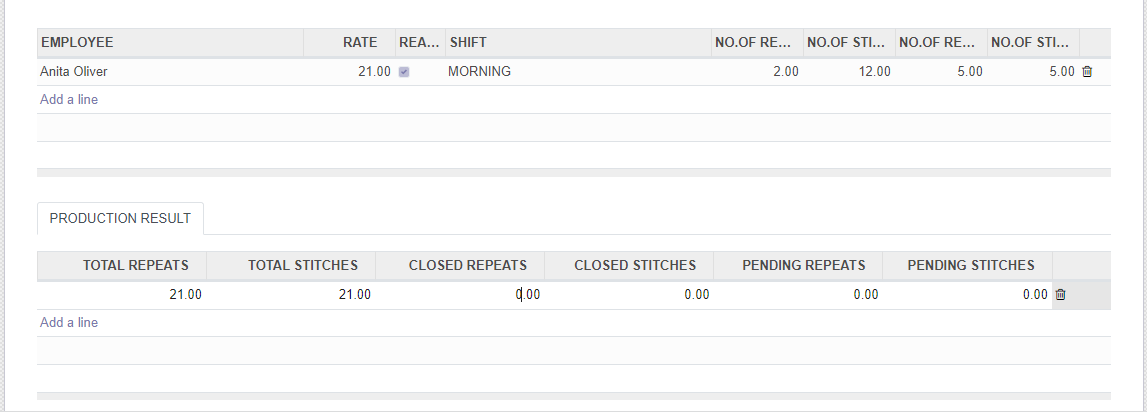 EMPLOYEE RATE REA... SHIFT NO.OF RE... NO.OF STI... NO.OF RE... NO.OF STI...
Anita Oliver 21.00 MORNING 2.00 12.00 5.00 5.00
Add a line
PRODUCTION RESULT
TOTAL REPEATS TOTAL STITCHES CLOSED REPEATS CLOSED STITCHES PENDING REPEATS PENDING STITCHES
21.00 21.00 0.00 0.00 0.00 0.00
Add a line